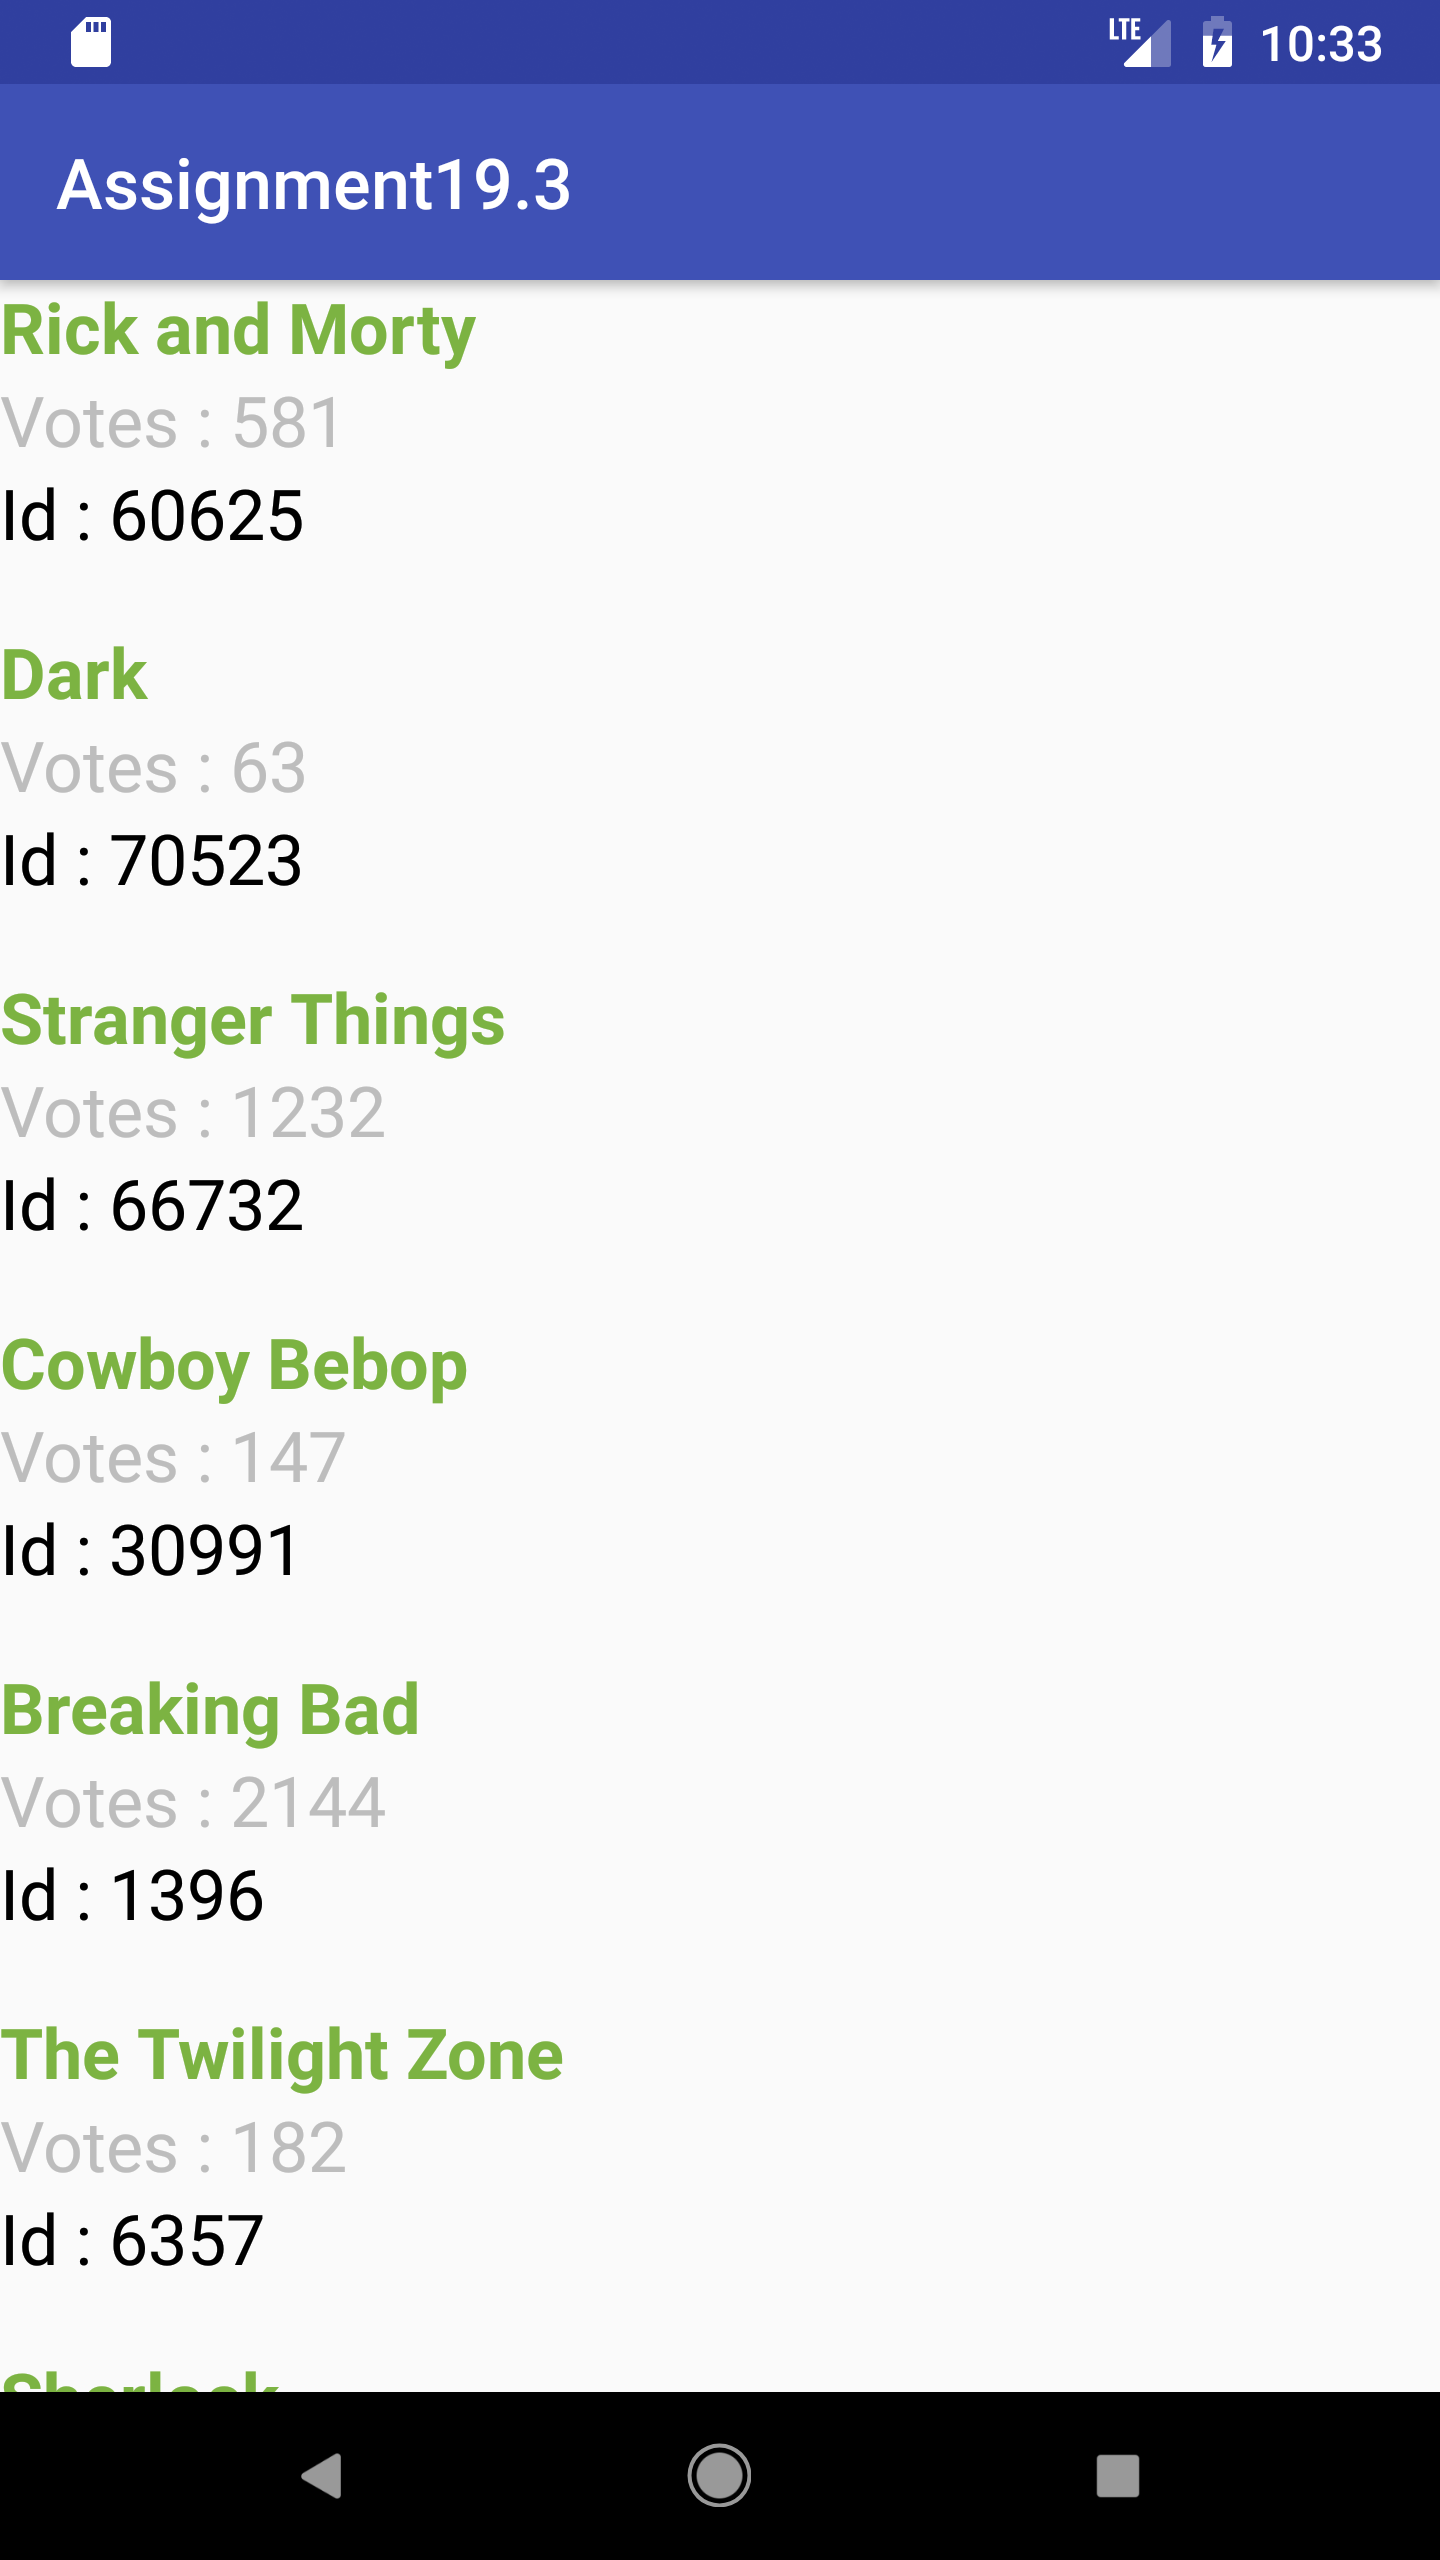 LTE 10:33
Assignment19.3
Rick and Morty
Votes : 581
Id : 60625
Dark
Votes : 63
Id : 70523
Stranger Things
Votes : 1232
Id : 66732
Cowboy Bebop
Votes : 147
Id : 30991
Breaking Bad
Votes : 2144
Id : 1396
The Twilight Zone
Votes : 182
Id : 6357
Sherlock